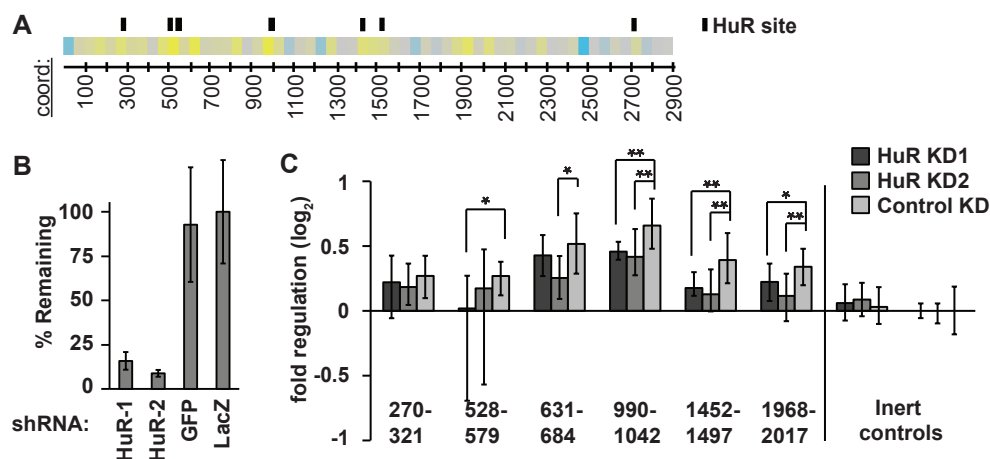 A
HuR site
coord:
100
300
500
700
900
1100
1300
1500
1700
1900
2100
2300
2500
2700
2900
B
% Remaining
100
75
50
25
0
shRNA:
HuR-1
HuR-2
GFP
LacZ
C
HuR KD1
HuR KD2
Control KD
fold regulation (log2)
1
0.5
0
-0.5
-1
*
*
**
**
**
**
*
**
270-
321
528-
579
631-
684
990-
1042
1452-
1497
1968-
2017
Inert
controls